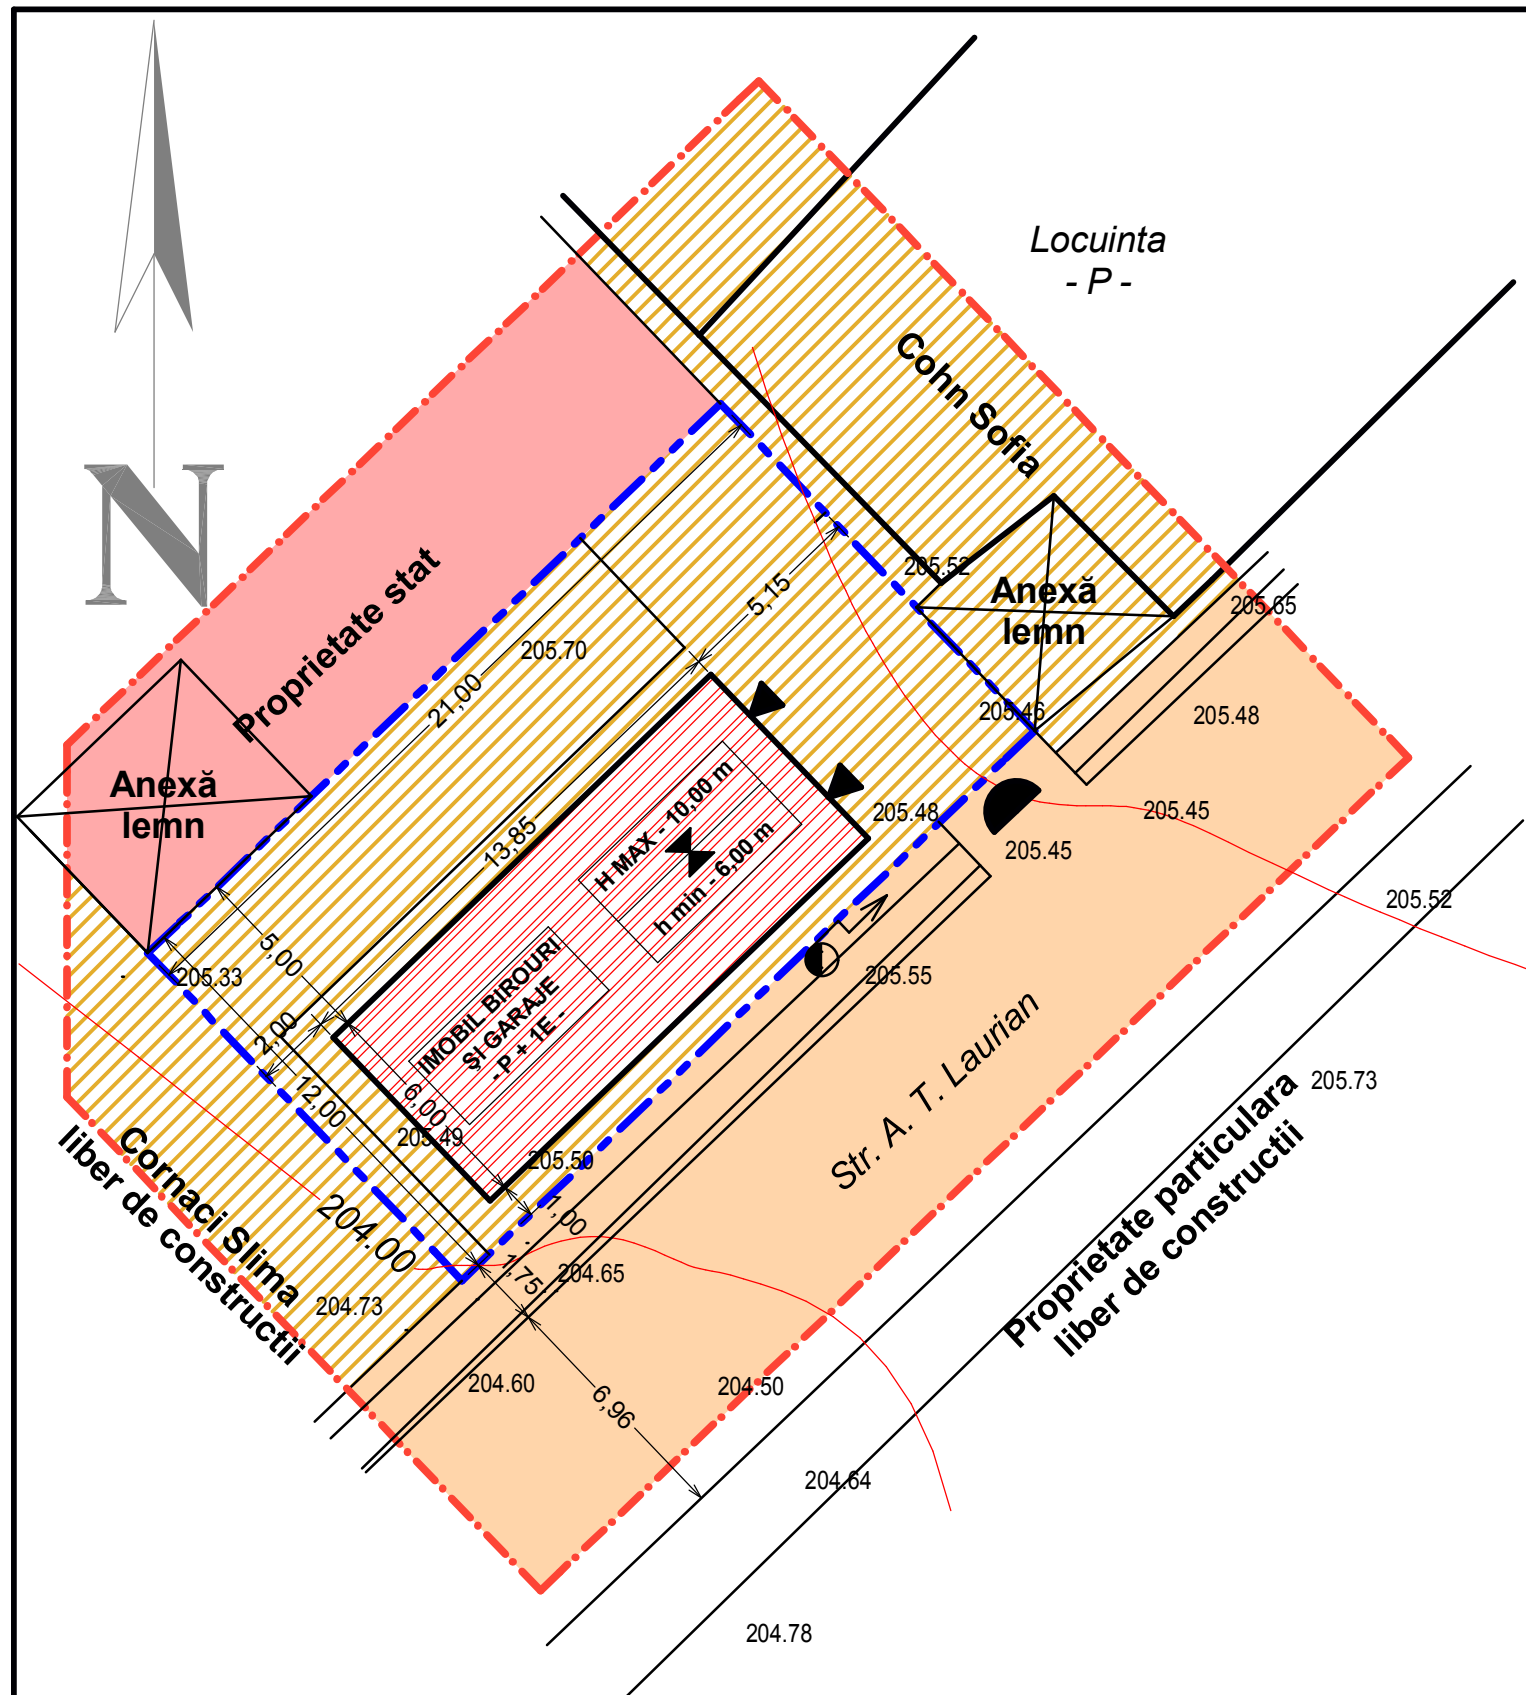 Locuinta
- P -
Cohn Sofia
N
Proprietate stat
205.52
Anexă
lemn
205.65
5,15
205.70
21,00
205.46
205.48
Anexă
lemn
H MAX - 10,00 m
h min - 6,00 m
13,85
205.48
205.45
205.45
205.52
5,00
205.33
IMOBIL BIROURI
ȘI GARAJE
-P + 1E -
205.55
2,00
12,00
6,00
205.49
205.50
Str. A. T. Laurian
205.73
Cornaci Slima
liber de constructii
204.00
1,00
1,75
204.65
204.73
Proprietate particulara
liber de constructii
204.60
204.50
6,96
204.64
204.78